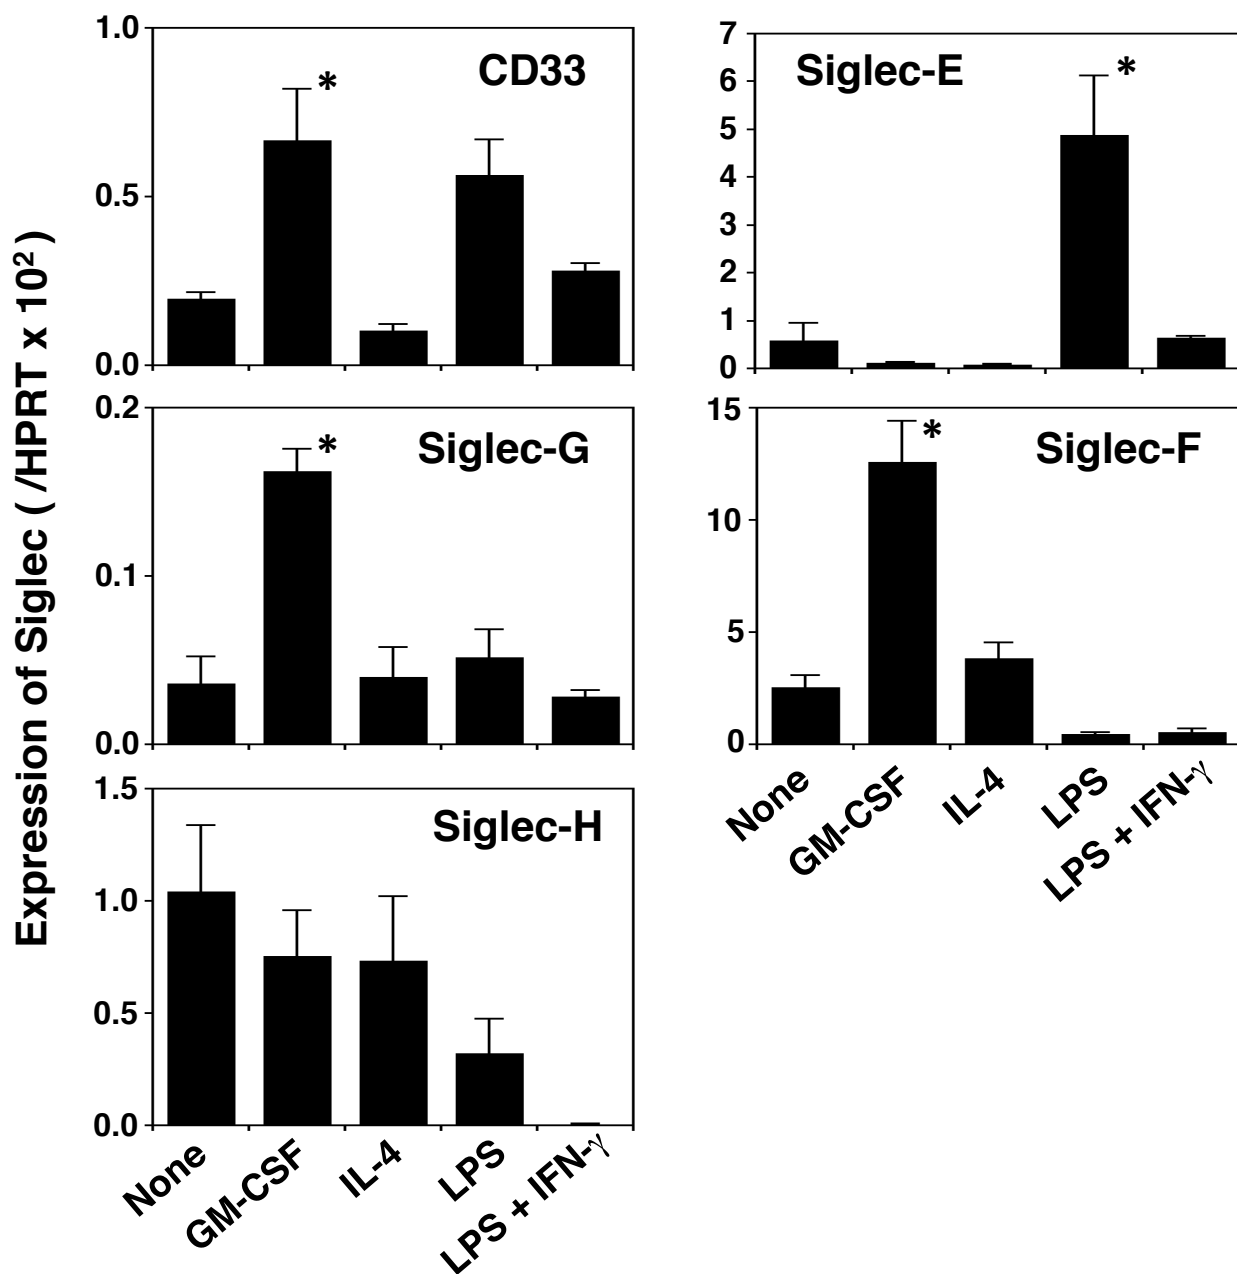 Expression of Siglec ( /HPRT x 10²)
1.0
0.5
0.0
CD33
*
7
6
5
4
3
2
1
0
Siglec-E
*
0.2
0.1
0.0
Siglec-G
*
15
10
5
0
Siglec-F
*
None
GM-CSF
IL-4
LPS
LPS + IFN-γ
1.5
1.0
0.5
0.0
Siglec-H
None
GM-CSF
IL-4
LPS
LPS + IFN-γ